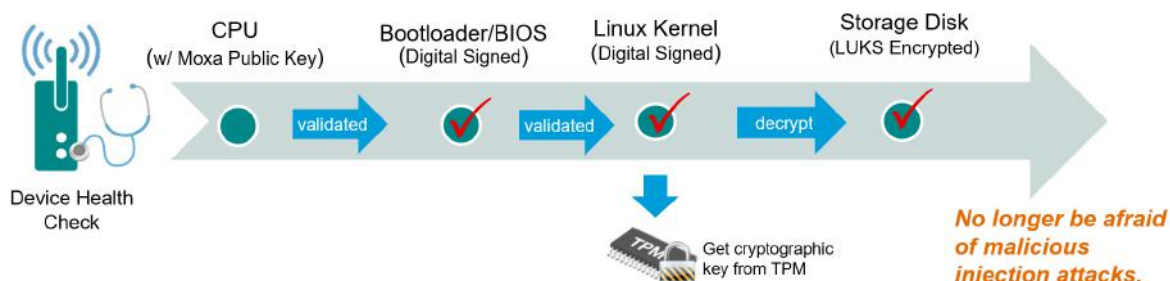 CPU
(w/ Moxa Public Key)
Bootloader/BIOS
(Digital Signed)
Linux Kernel
(Digital Signed)
Storage Disk
(LUKS Encrypted)
validated
validated
decrypt
Device Health
Check
TPM
Get cryptographic
key from TPM
No longer be afraid
of malicious
injection attacks.